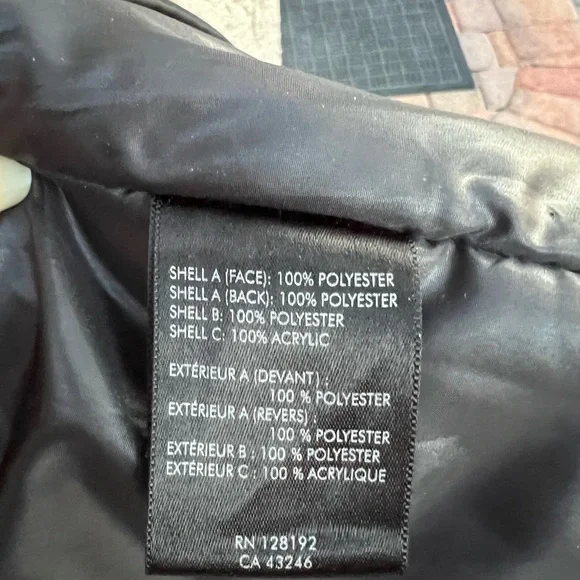 SHELL A (FACE): 100% POLYESTER
SHELL A (BACK): 100% POLYESTER
SHELL B: 100% POLYESTER
SHELL C: 100% ACRYLIC
EXTÉRIEUR A (DEVANT) :
100 % POLYESTER
EXTÉRIEUR A (REVERS) :
100 % POLYESTER
EXTÉRIEUR B : 100 % POLYESTER
EXTÉRIEUR C : 100 % ACRYLIQUE
RN 128192
CA 43246